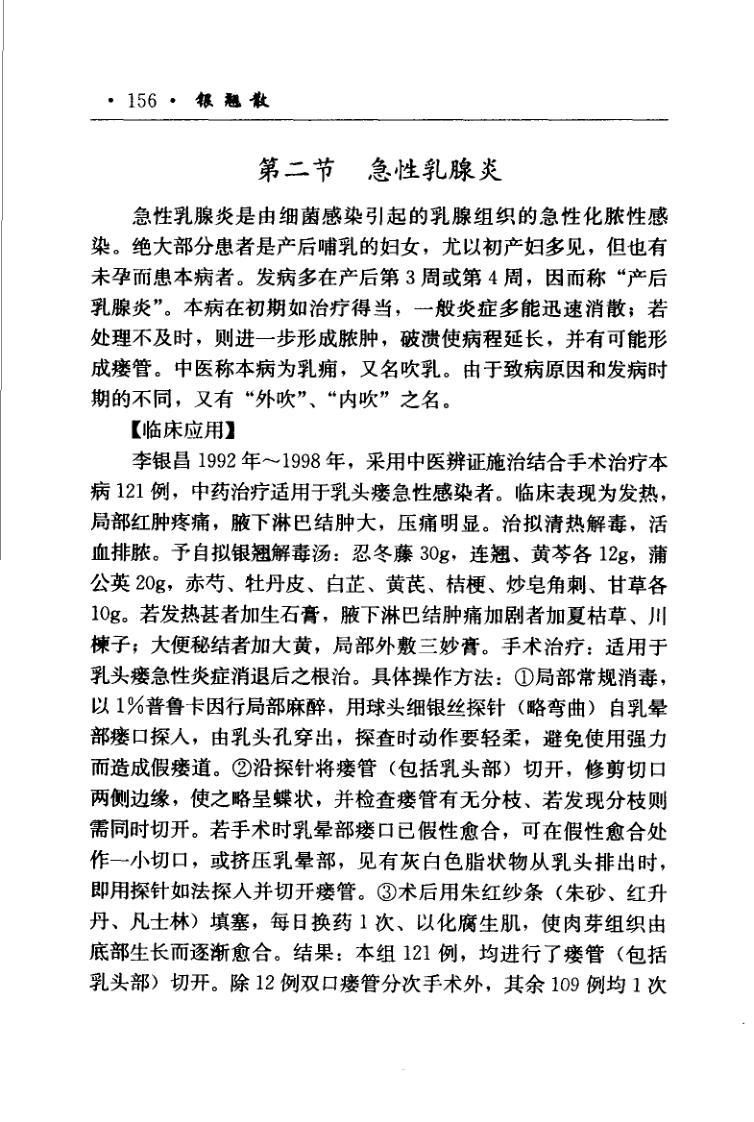 · 156 · 银翘散
第二节 急性乳腺炎
急性乳腺炎是由细菌感染引起的乳腺组织的急性化脓性感
染。绝大部分患者是产后哺乳的妇女，尤以初产妇多见，但也有
未孕而患本病者。发病多在产后第 3 周或第 4 周，因而称“产后
乳腺炎”。本病在初期如治疗得当，一般炎症多能迅速消散；若
处理不及时，则进一步形成脓肿，破溃使病程延长，并有可能形
成瘘管。中医称本病为乳痈，又名吹乳。由于致病原因和发病时
期的不同，又有“外吹”、“内吹”之名。
【临床应用】
李银昌 1992 年～1998 年，采用中医辨证施治结合手术治疗本
病 121 例，中药治疗适用于乳头瘘急性感染者。临床表现为发热，
局部红肿疼痛，腋下淋巴结肿大，压痛明显。治拟清热解毒，活
血排脓。予自拟银翘解毒汤：忍冬藤 30g，连翘、黄芩各 12g，蒲
公英 20g，赤芍、牡丹皮、白芷、黄芪、桔梗、炒皂角刺、甘草各
10g。若发热甚者加生石膏，腋下淋巴结肿痛加剧者加夏枯草、川
楝子；大便秘结者加大黄，局部外敷三妙膏。手术治疗：适用于
乳头瘘急性炎症消退后之根治。具体操作方法：①局部常规消毒，
以 1%普鲁卡因行局部麻醉，用球头细银丝探针（略弯曲）自乳晕
部瘘口探入，由乳头孔穿出，探查时动作要轻柔，避免使用强力
而造成假瘘道。②沿探针将瘘管（包括乳头部）切开，修剪切口
两侧边缘，使之略呈蝶状，并检查瘘管有无分枝、若发现分枝则
需同时切开。若手术时乳晕部瘘口已假性愈合，可在假性愈合处
作一小切口，或挤压乳晕部，见有灰白色脂状物从乳头排出时，
即用探针如法探入并切开瘘管。③术后用朱红纱条（朱砂、红升
丹、凡士林）填塞，每日换药 1 次、以化腐生肌，使肉芽组织由
底部生长而逐渐愈合。结果：本组 121 例，均进行了瘘管（包括
乳头部）切开。除 12 例双口瘘管分次手术外，其余 109 例均 1 次